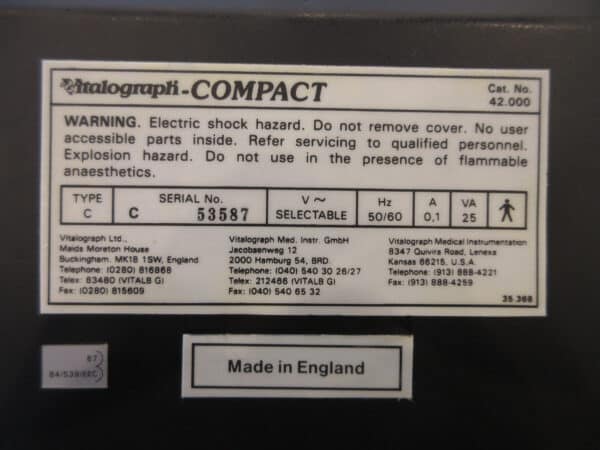 Vitalograph-COMPACT
Cat. No.
42.000
WARNING. Electric shock hazard. Do not remove cover. No user
accessible parts inside. Refer servicing to qualified personnel.
Explosion hazard. Do not use in the presence of flammable
anaesthetics.
TYPE
C
SERIAL No.
C 53587
V ~
SELECTABLE
Hz
50/60
A
0,1
VA
25
Vitalograph Ltd.,
Maids Moreton House
Buckingham. MK18 1SW, England
Telephone: (0280) 816868
Telex: 83480 (VITALB G)
Fax: (0280) 815609
Vitalograph Med. Instr. GmbH
Jacobsenweg 12
2000 Hamburg 54, BRD.
Telephone: (040) 540 30 26/27
Telex: 212466 (VITALB G)
Fax: (040) 540 65 32
Vitalograph Medical Instrumentation
8347 Quivira Road, Lenexa
Kansas 66215. U.S.A.
Telephone: (913) 888-4221
Fax: (913) 888-4259
35.368
87
84/539/EEC
Made in England